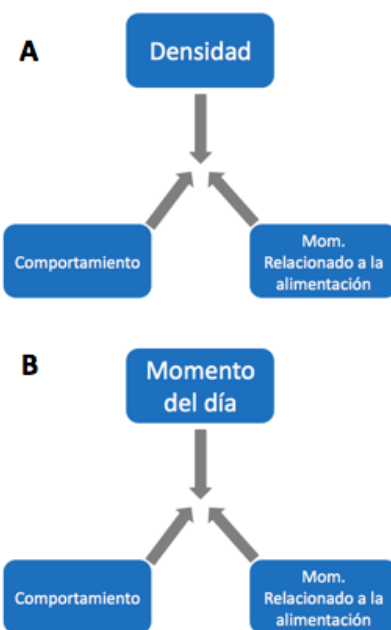 A
Densidad
Comportamiento
Mom.
Relacionado a la
alimentación
B
Momento
del día
Comportamiento
Mom.
Relacionado a la
alimentación